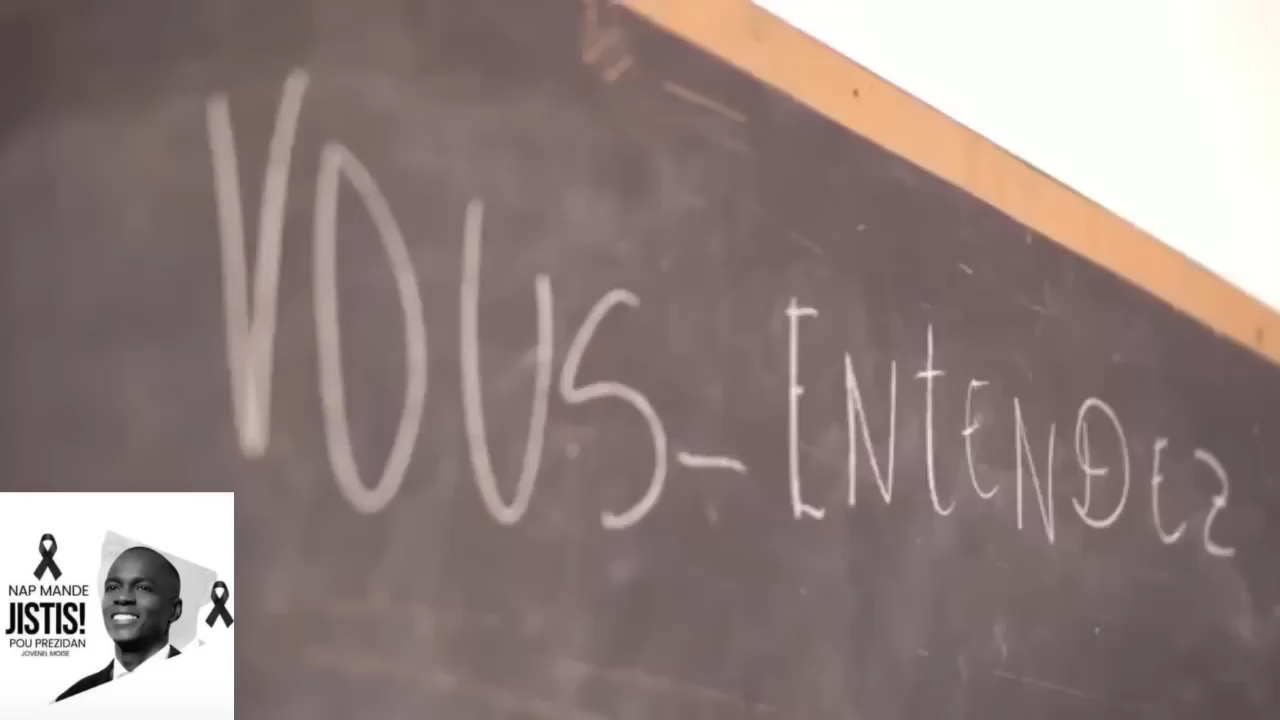 VOUS-ENTENDEZ
NAP MANDE
JISTIS!
POU PREZIDAN
JOVENEL MOISE